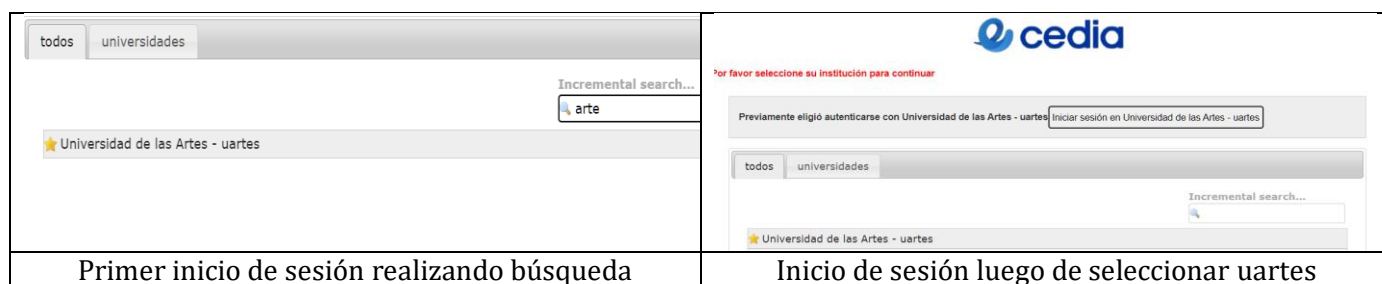 todos universidades
Incremental search...
arte
Universidad de las Artes - uartes
Primer inicio de sesión realizando búsqueda
cedia
Por favor seleccione su institución para continuar
Previamente eligió autenticarse con Universidad de las Artes - uartes Iniciar sesión en Universidad de las Artes - uartes
todos universidades
Incremental search...
Universidad de las Artes - uartes
Inicio de sesión luego de seleccionar uartes